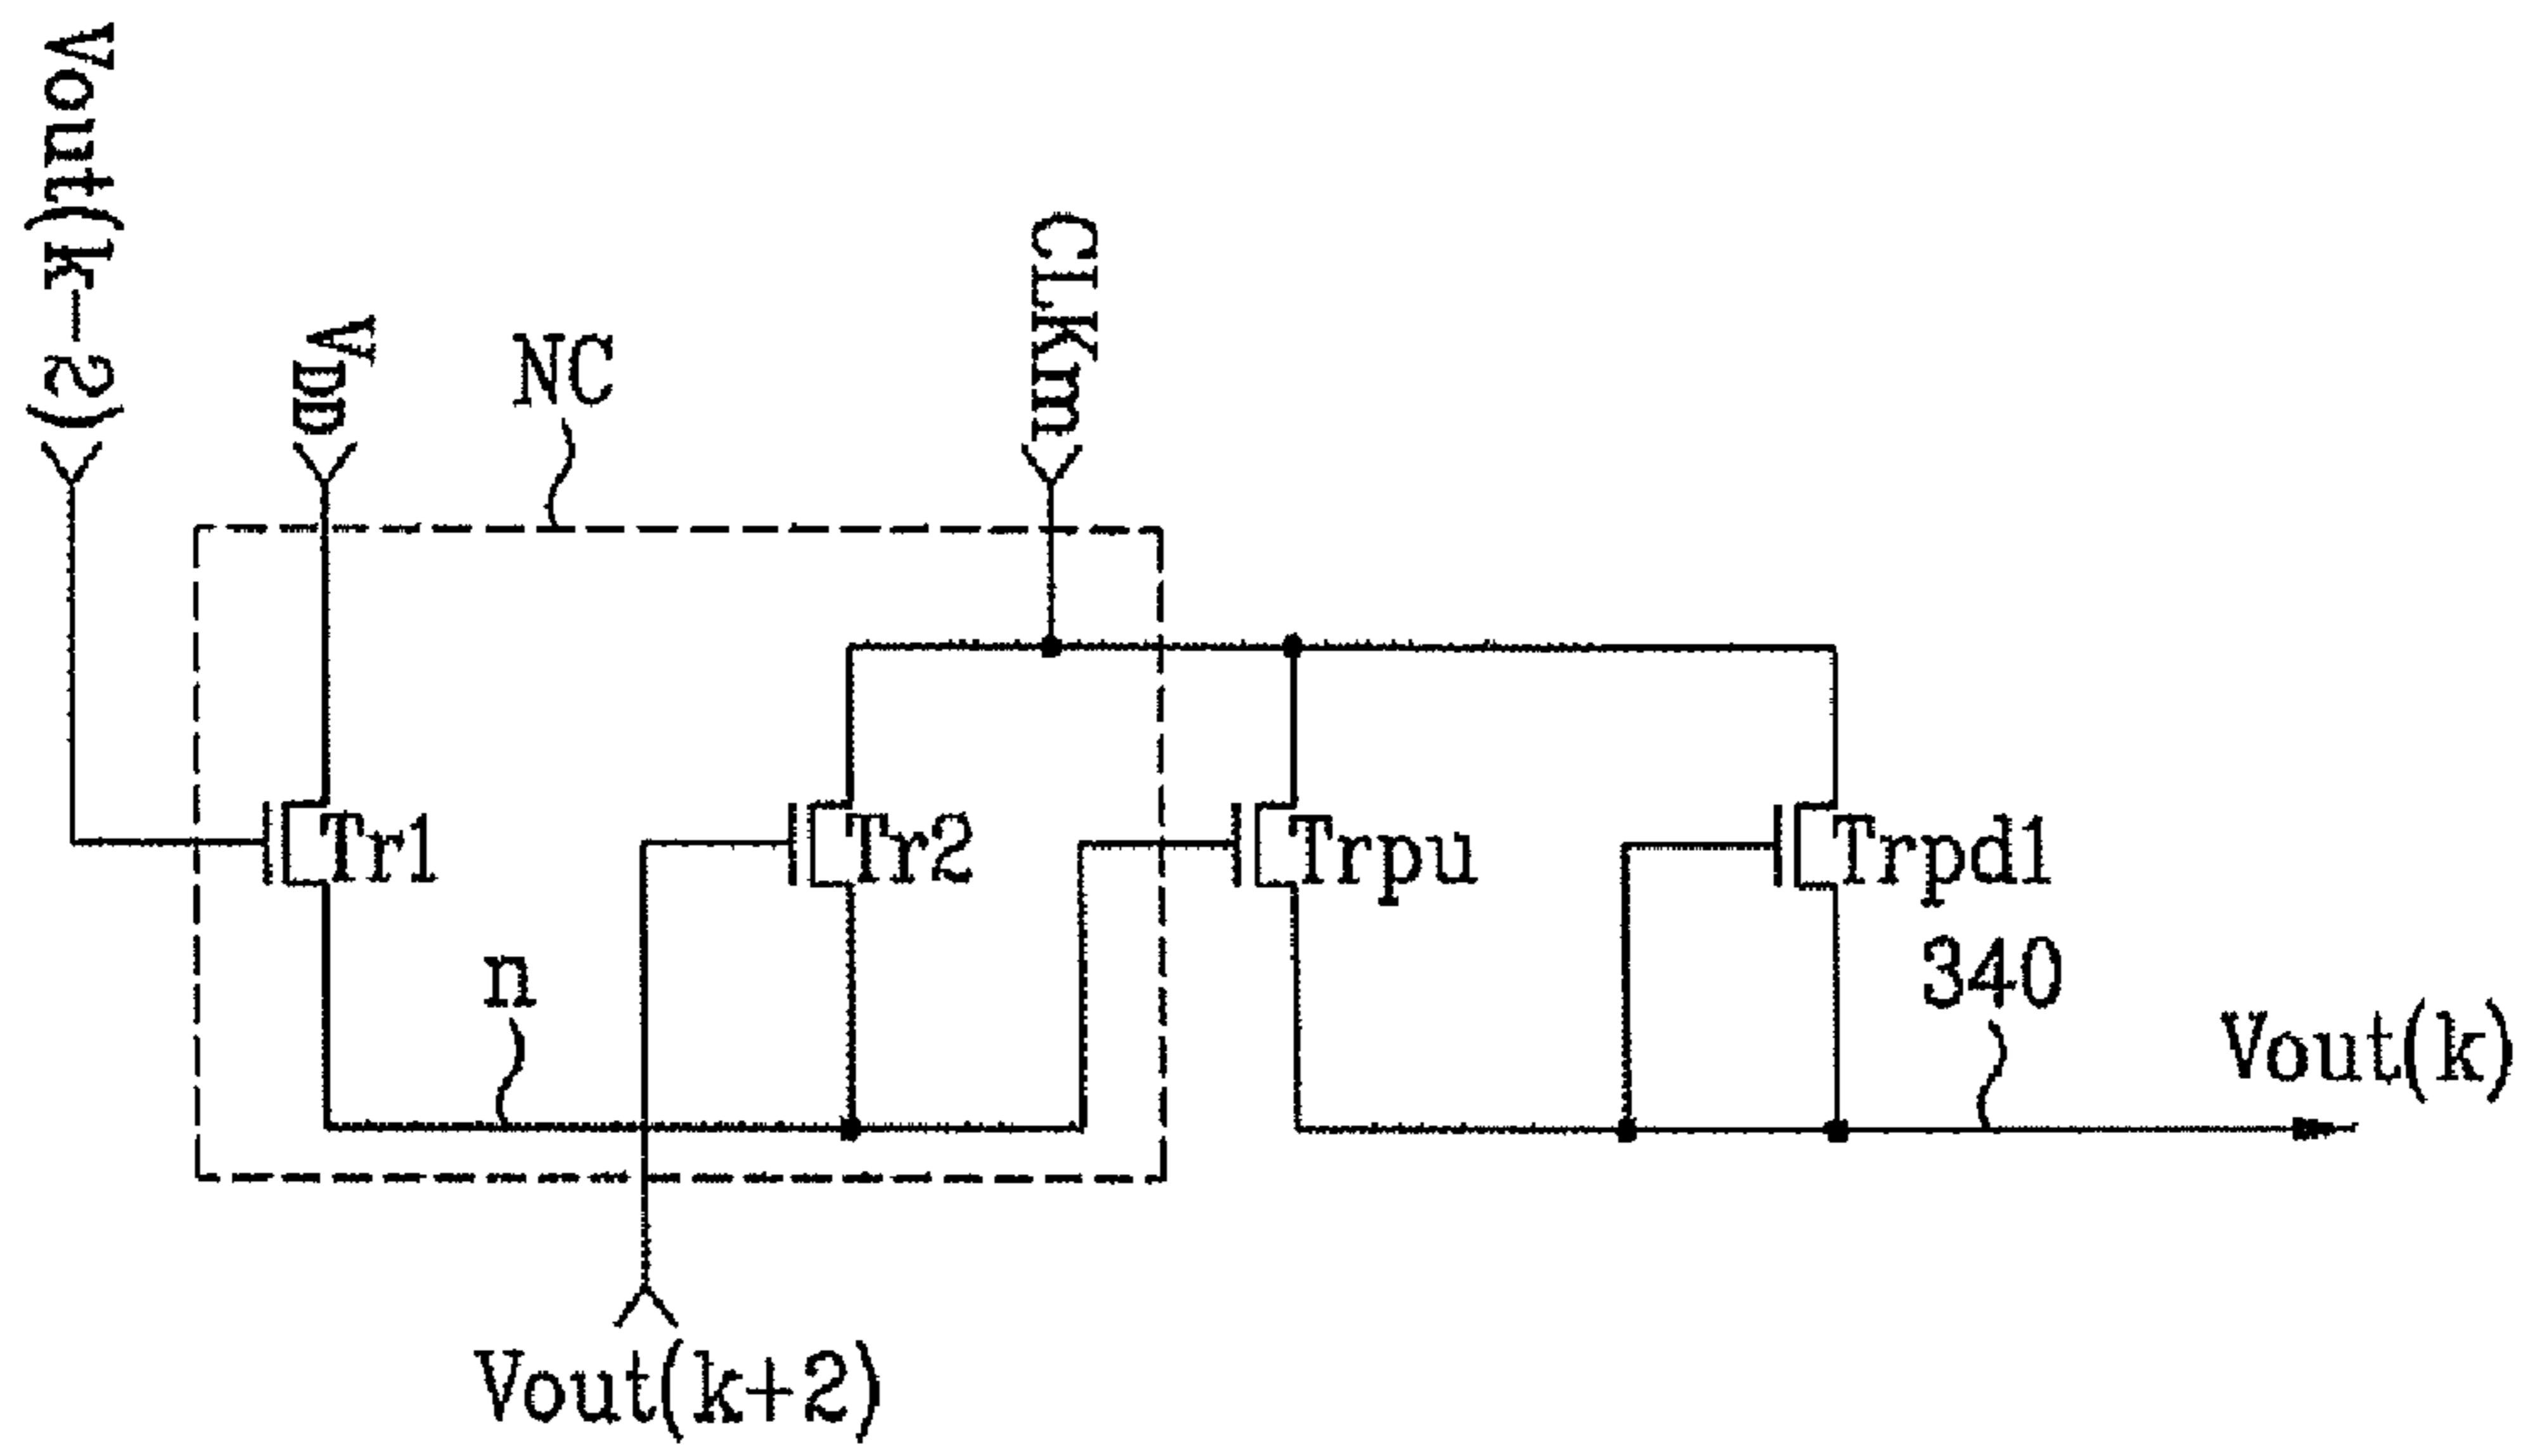 Vout(k-2)
VDD
NC
CLKm
Tr1
Tr2
Trpu
Trpd1
n
340
Vout(k)
Vout(k+2)